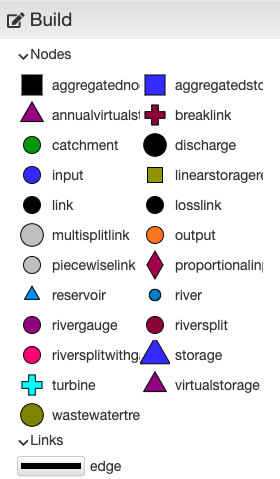 Build
Nodes
aggregatedno aggregatedsto
annualvirtualst breaklink
catchment discharge
input linearstoragere
link losslink
multisplitlink output
piecewiselink proportionalinp
reservoir river
rivergauge riversplit
riversplitwithga storage
turbine virtualstorage
wastewatertre
Links
edge